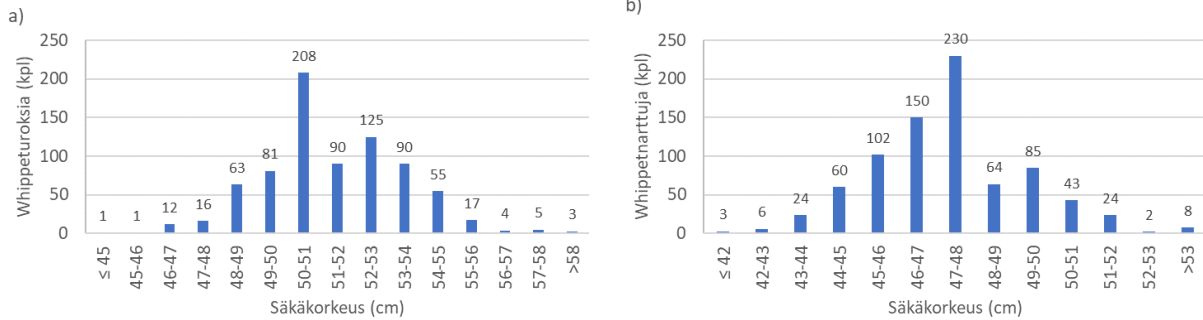 a)
Whippeturoksia (kpl)
250
200
150
100
50
0
1 1 12 16 63 81 208 90 125 90 55 17 4 5 3
≤ 45 45-46 46-47 47-48 48-49 49-50 50-51 51-52 52-53 53-54 54-55 55-56 56-57 57-58 >58
Säkäkorkeus (cm)
b)
Whippetnarttuja (kpl)
250
200
150
100
50
0
3 6 24 60 102 150 230 64 85 43 24 2 8
≤ 42 42-43 43-44 44-45 45-46 46-47 47-48 48-49 49-50 50-51 51-52 52-53 >53
Säkäkorkeus (cm)